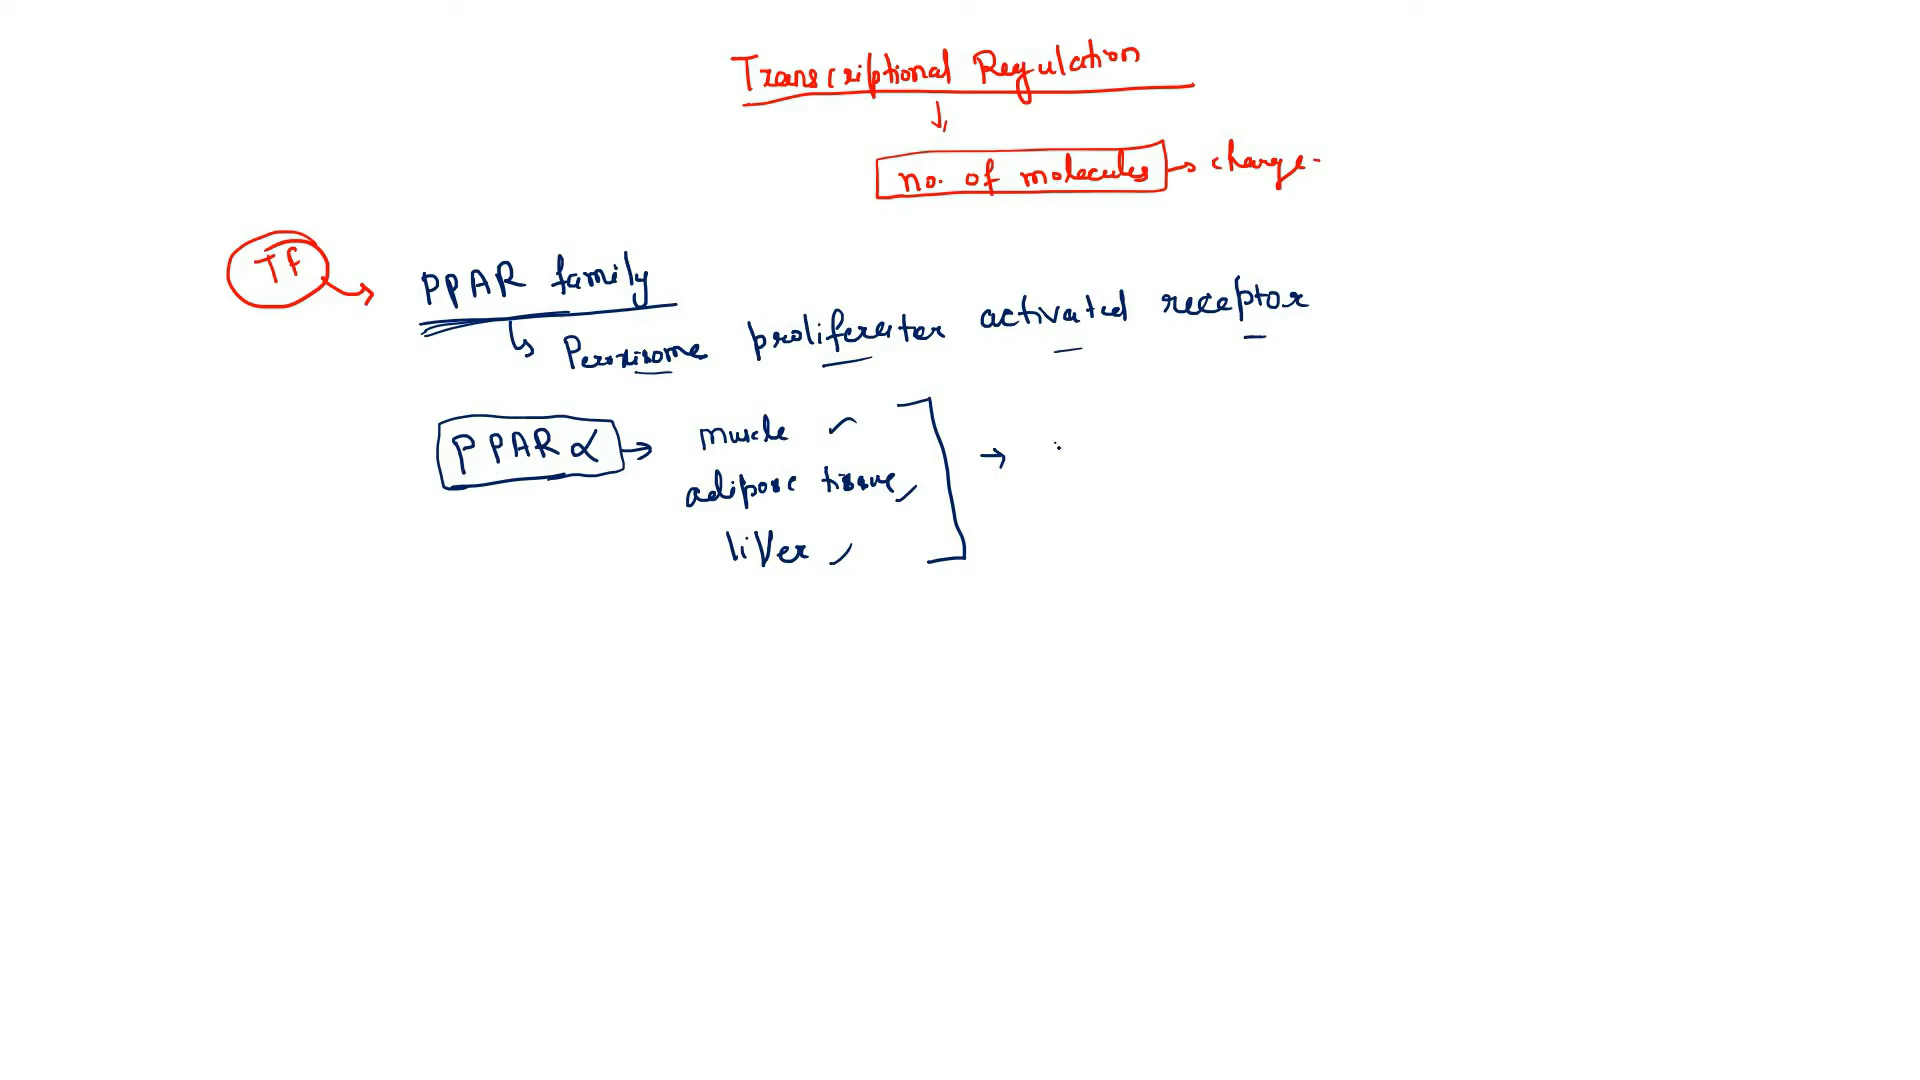 Transcriptional Regulation
↓
no. of molecules → change.
Tf → PPAR family
↳ Peroxisome proliferater activated receptor
PPARα → muscle ✓
adipose tissue ✓
liver ✓
→